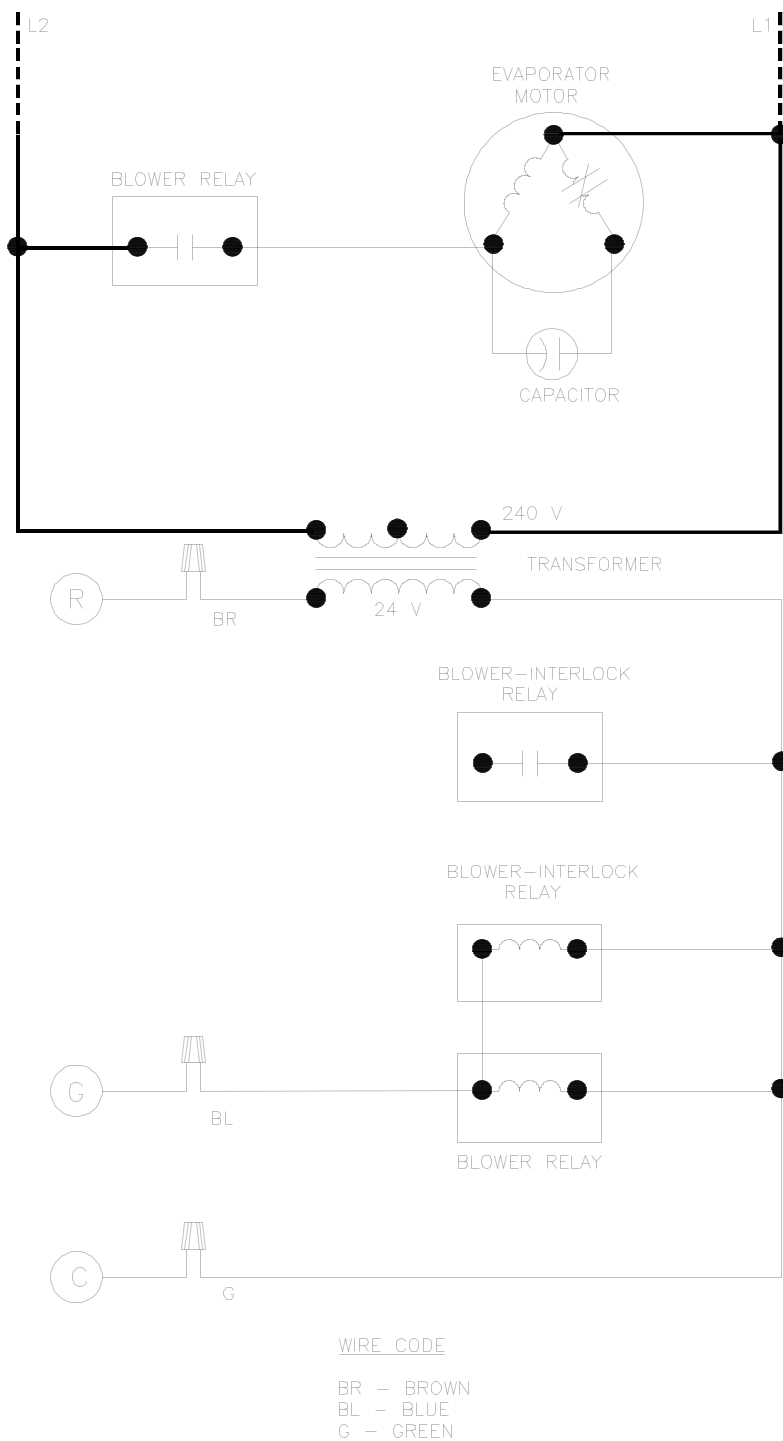 L2
L1
EVAPORATOR
MOTOR
BLOWER RELAY
CAPACITOR
240 V
TRANSFORMER
R
BR
24 V
BLOWER-INTERLOCK
RELAY
BLOWER-INTERLOCK
RELAY
G
BL
BLOWER RELAY
C
G
WIRE CODE
BR - BROWN
BL - BLUE
G - GREEN